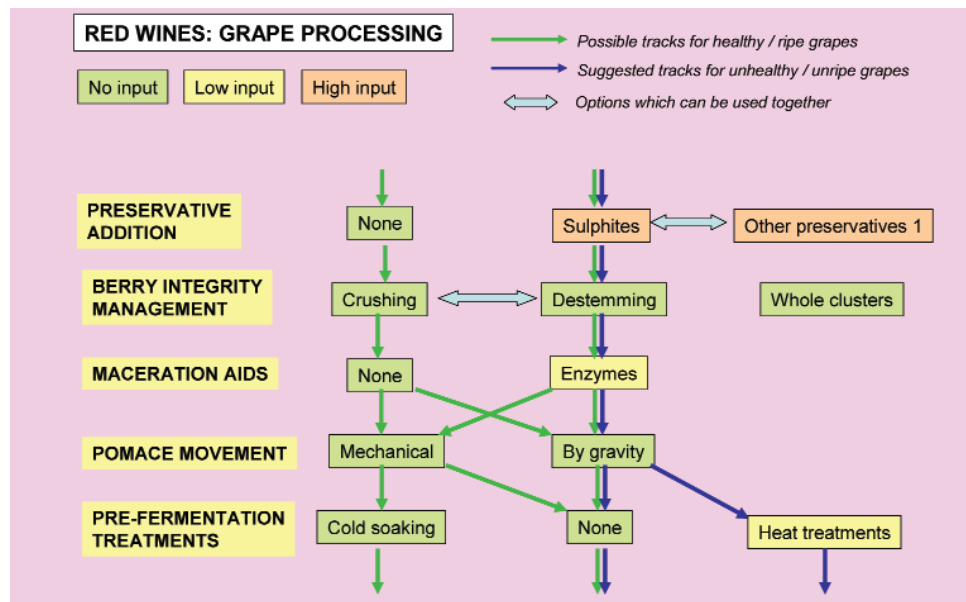 RED WINES: GRAPE PROCESSING
No input
Low input
High input
Possible tracks for healthy / ripe grapes
Suggested tracks for unhealthy / unripe grapes
Options which can be used together
PRESERVATIVE
ADDITION
None
Sulphites
Other preservatives 1
BERRY INTEGRITY
MANAGEMENT
Crushing
Destemming
Whole clusters
MACERATION AIDS
None
Enzymes
POMACE MOVEMENT
Mechanical
By gravity
PRE-FERMENTATION
TREATMENTS
Cold soaking
None
Heat treatments